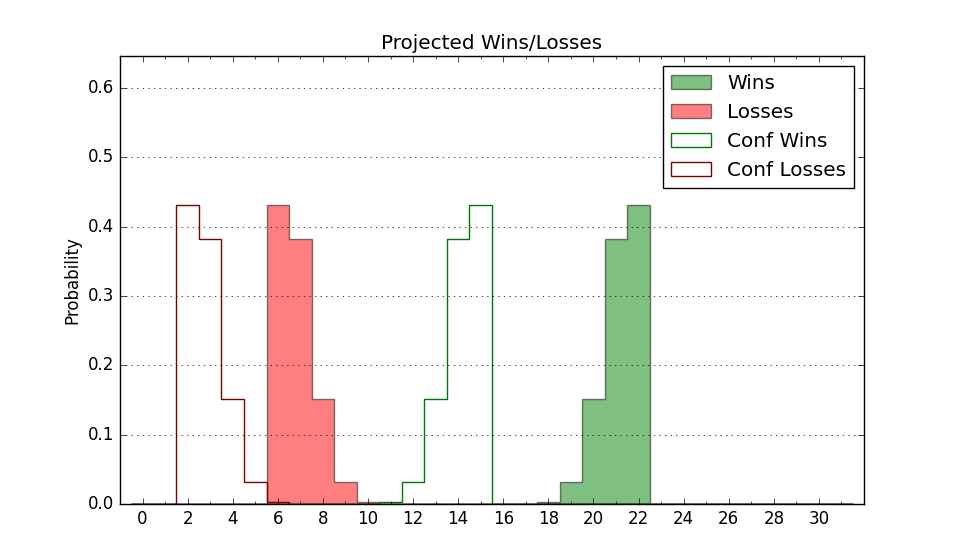 Projected Wins/Losses
Wins
Losses
Conf Wins
Conf Losses
Probability
0.6
0.5
0.4
0.3
0.2
0.1
0.0
0 2 4 6 8 10 12 14 16 18 20 22 24 26 28 30